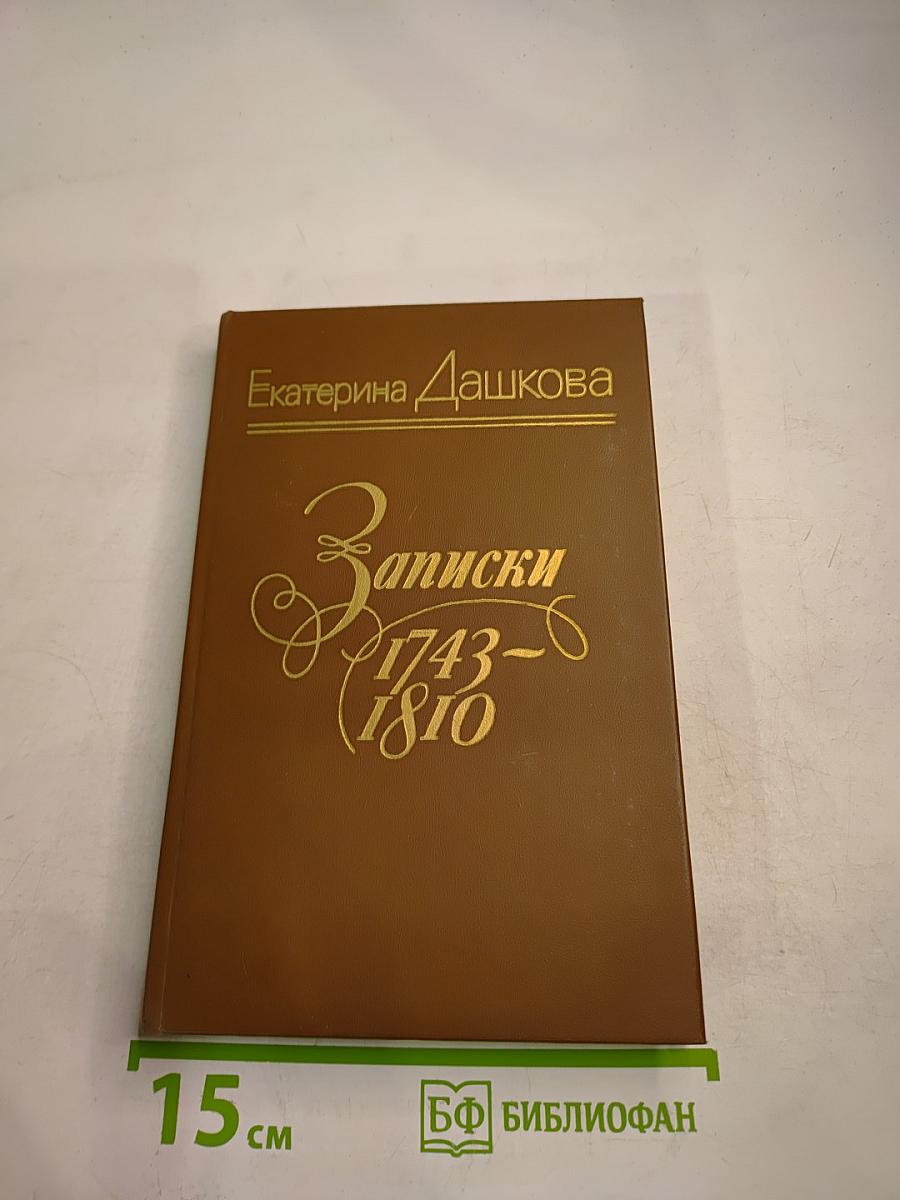 Екатерина Дашкова
Записки
1743–
1810
15 см
БФ БИБЛИОФАН